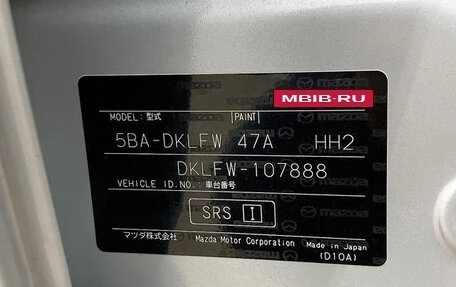 MBIB-RU
MODEL: 型式 PAINT
5BA-DKLFW 47A HH2
DKLFW-107888
VEHICLE ID.NO.: 車台番号
SRS I
マツダ株式会社 Mazda Motor Corporation Made in Japan
(D10A)